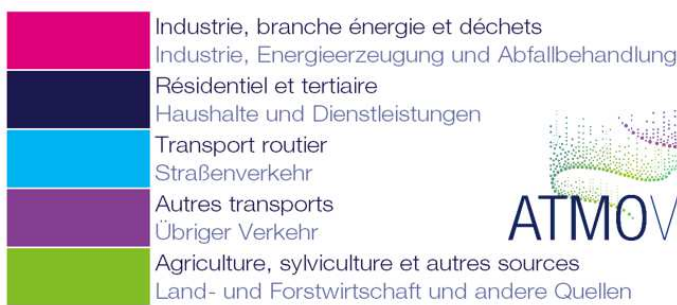 Industrie, branche énergie et déchets
Industrie, Energieerzeugung und Abfallbehandlung
Résidentiel et tertiaire
Haushalte und Dienstleistungen
Transport routier
Straßenverkehr
Autres transports
Übriger Verkehr
Agriculture, sylviculture et autres sources
Land- und Forstwirtschaft und andere Quellen